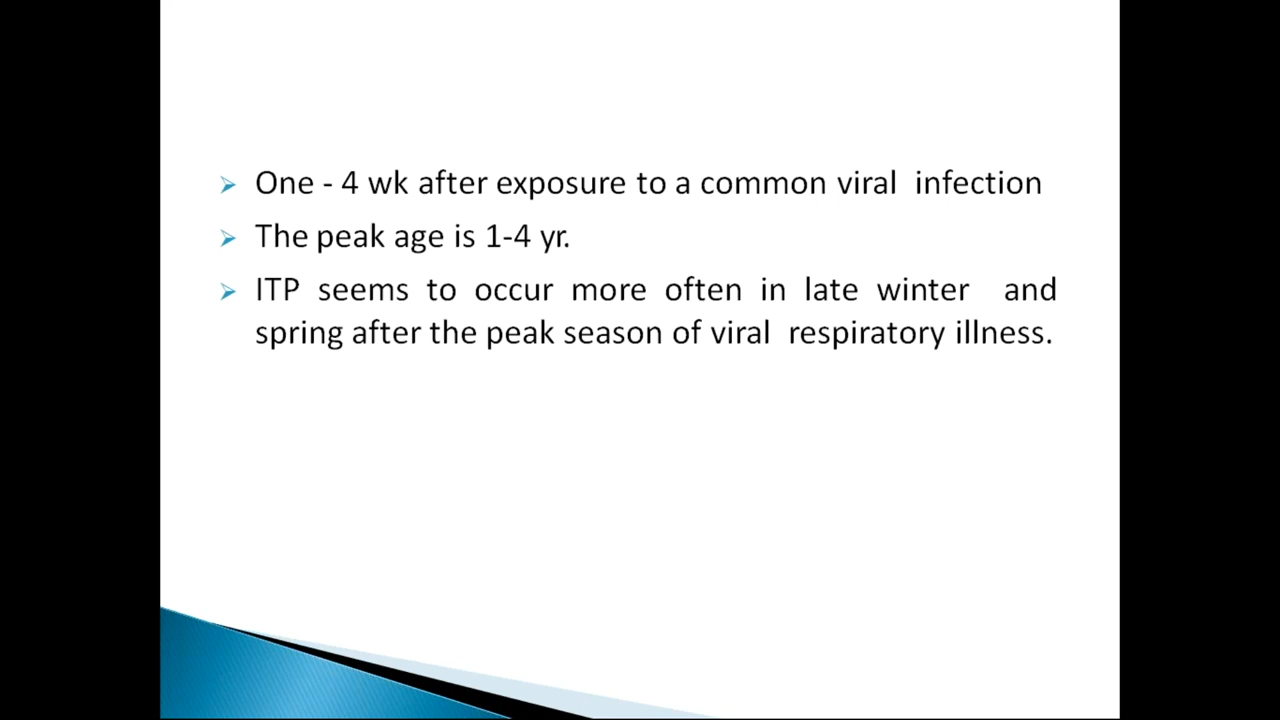 One - 4 wk after exposure to a common viral infection
The peak age is 1-4 yr.
ITP seems to occur more often in late winter and
spring after the peak season of viral respiratory illness.